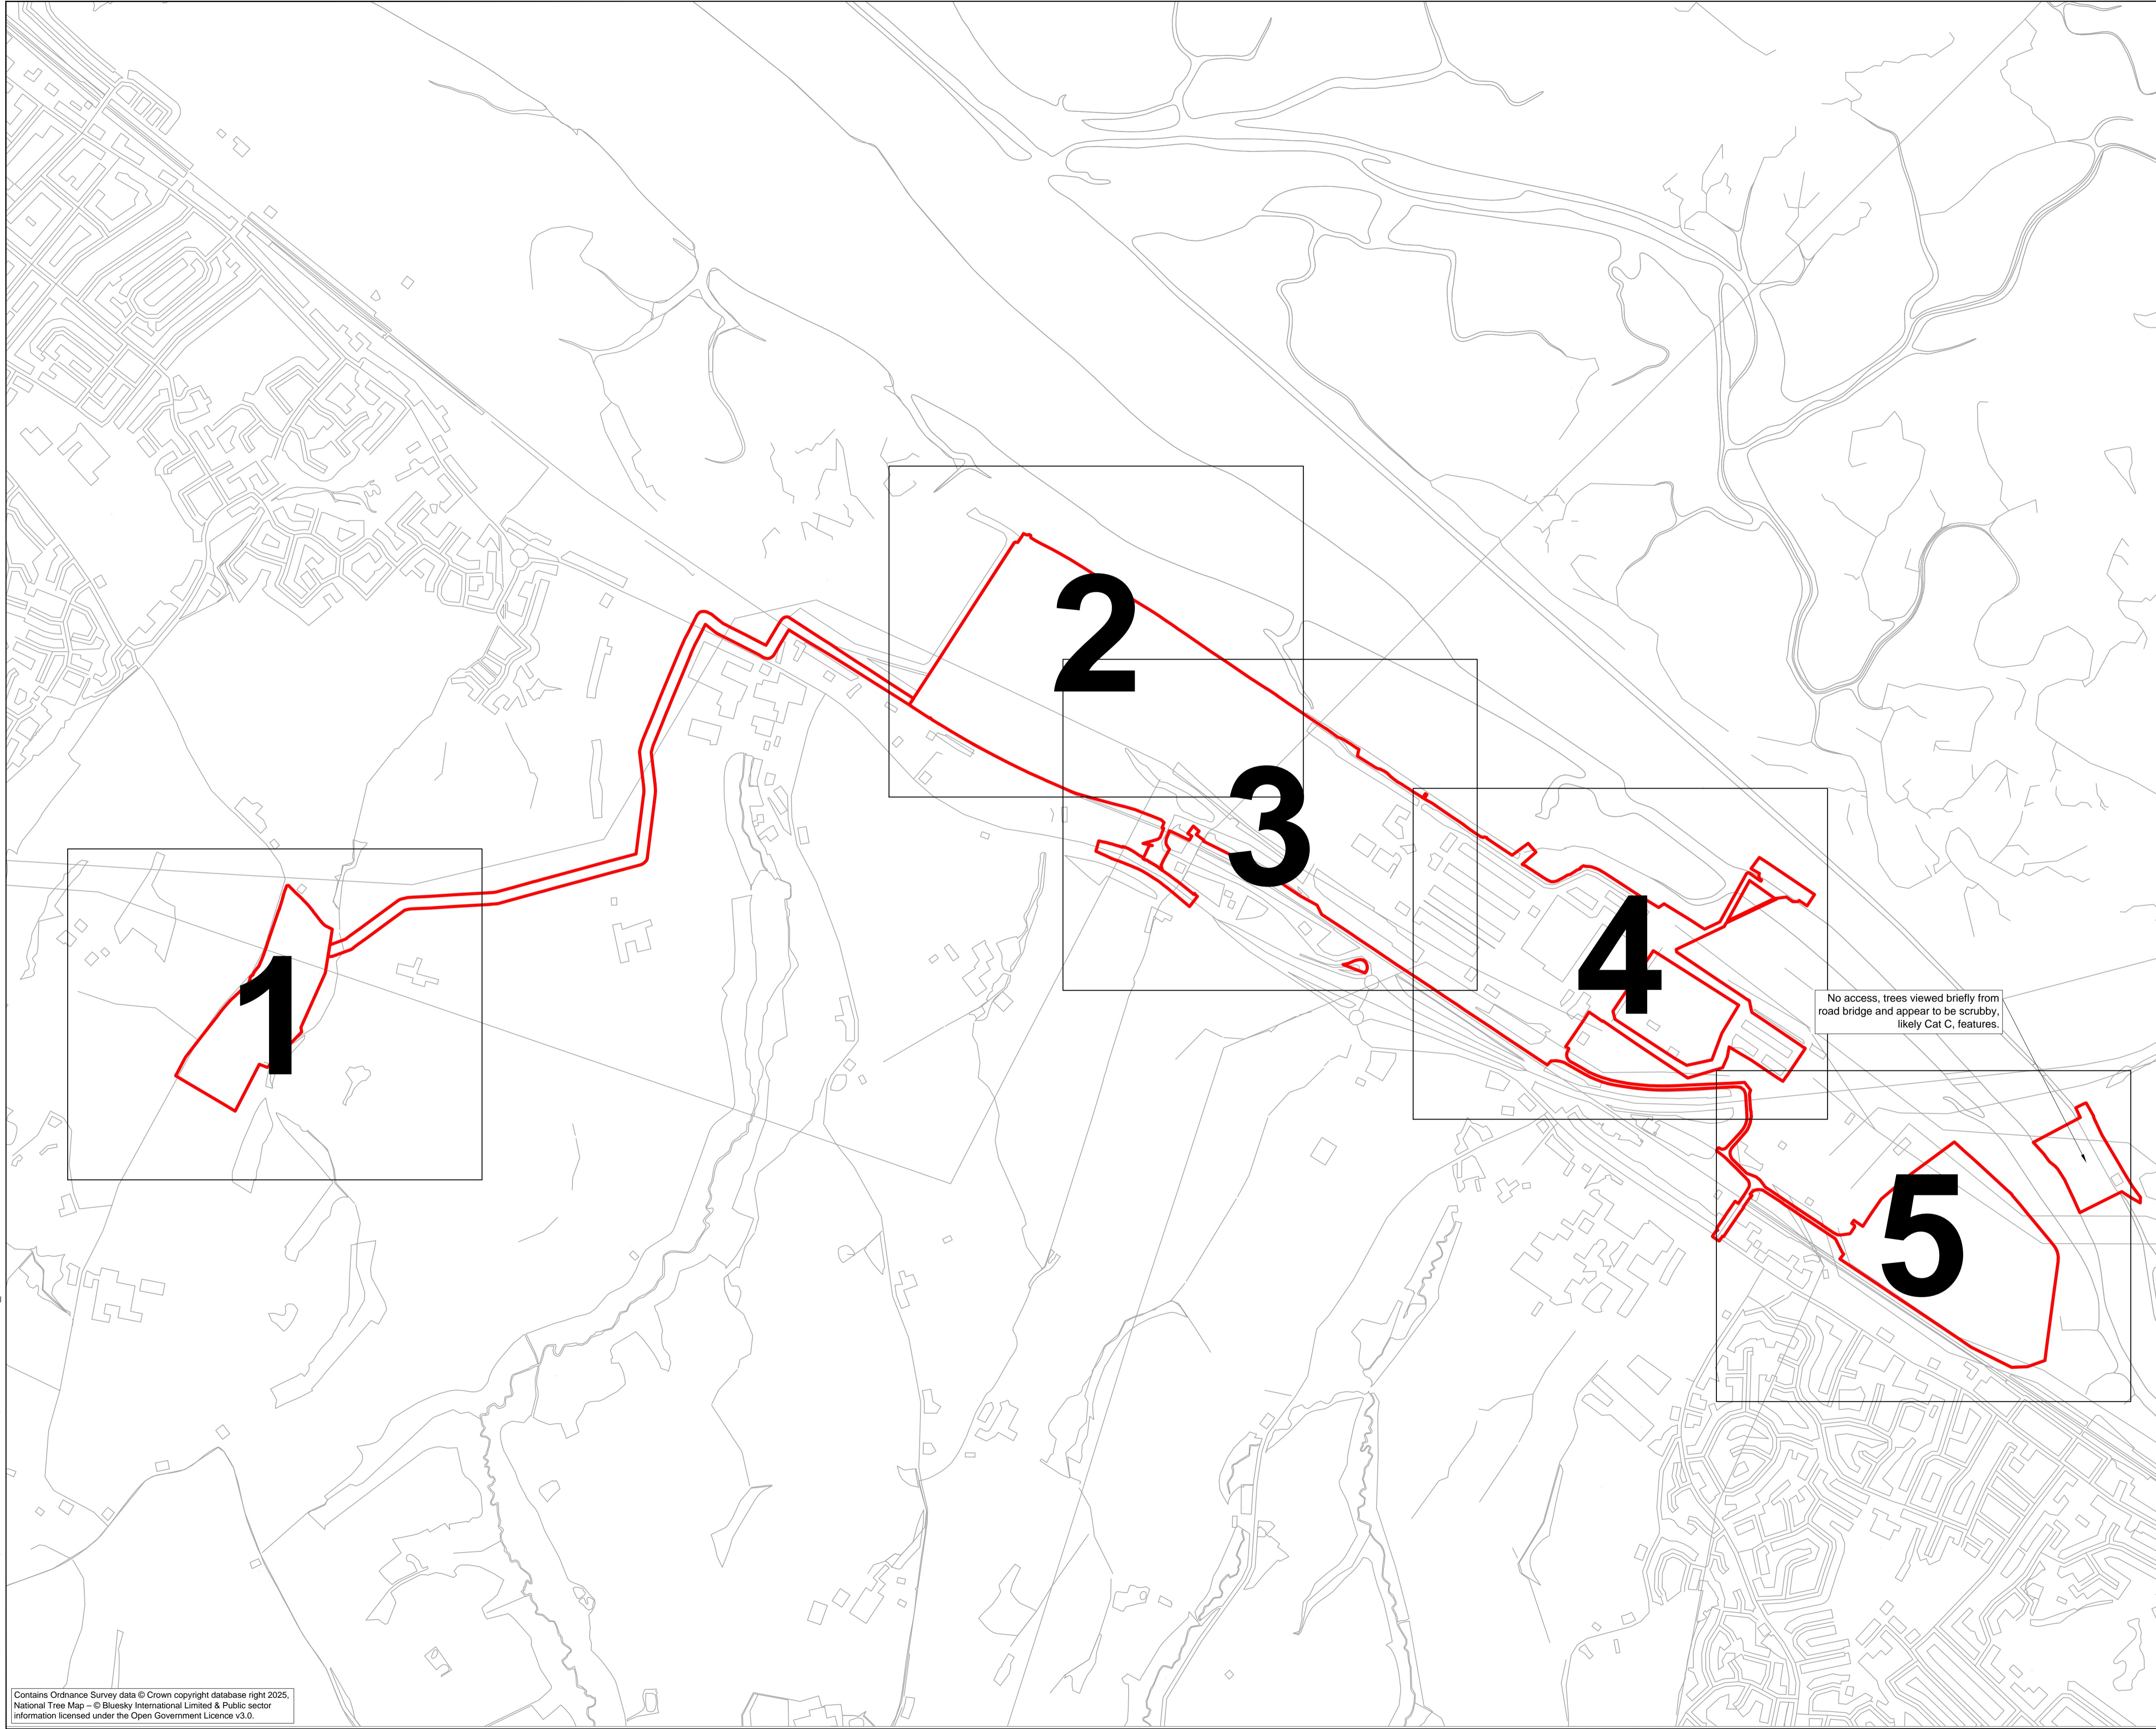 2
3
4
1
No access, trees viewed briefly from
road bridge and appear to be scrubby,
likely Cat C, features.
5
Contains Ordnance Survey data © Crown copyright database right 2025,
National Tree Map – © Bluesky International Limited & Public sector
information licensed under the Open Government Licence v3.0.